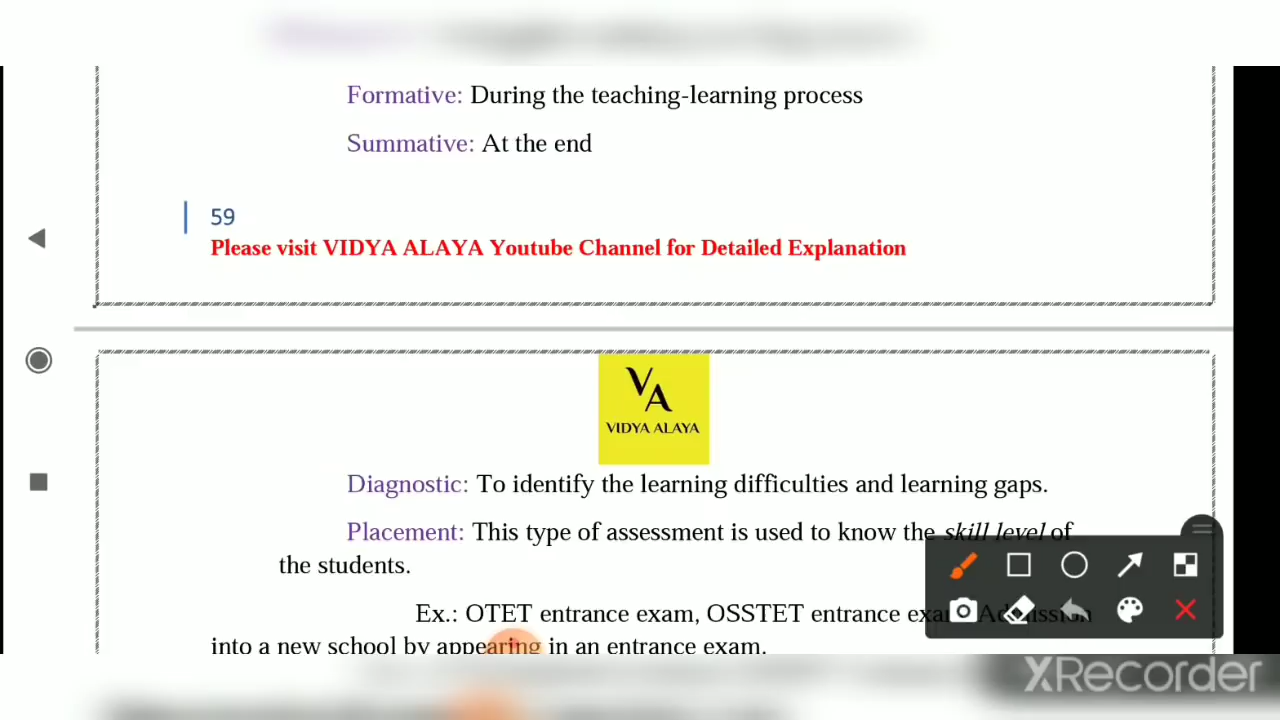 Formative: During the teaching-learning process
Summative: At the end
59
Please visit VIDYA ALAYA Youtube Channel for Detailed Explanation
VA
VIDYA ALAYA
Diagnostic: To identify the learning difficulties and learning gaps.
Placement: This type of assessment is used to know the skill level of
the students.
Ex.: OTET entrance exam, OSSTET entrance exam, Admission
into a new school by appearing in an entrance exam.
XRecorder